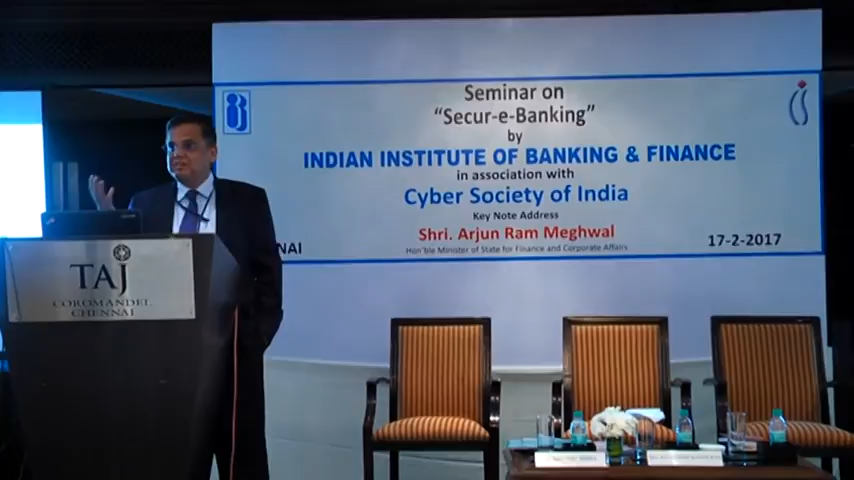 Seminar on
“Secur-e-Banking”
by
INDIAN INSTITUTE OF BANKING & FINANCE
in association with
Cyber Society of India
Key Note Address
Shri. Arjun Ram Meghwal
Hon'ble Minister of State for Finance and Corporate Affairs
NAI
17-2-2017
TAJ
COROMANDEL
CHENNAI